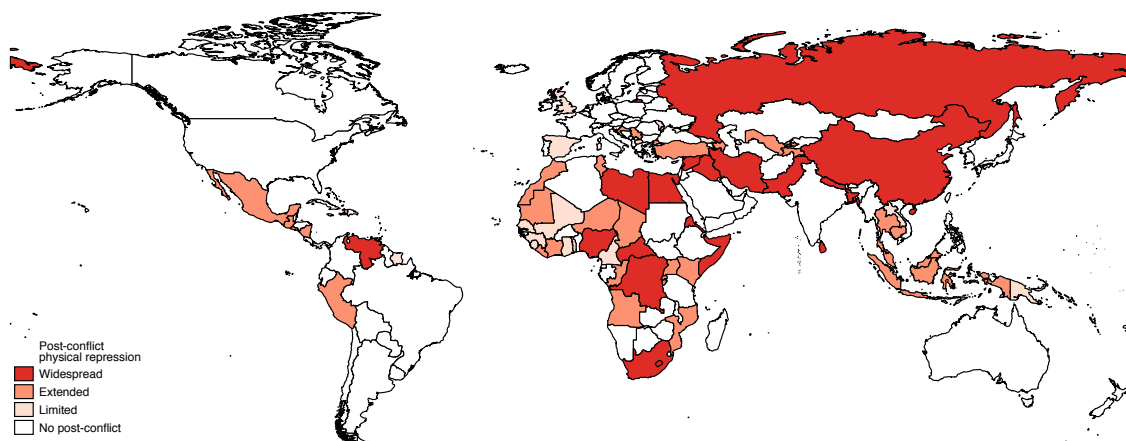 Post-conflict
physical repression
Widespread
Extended
Limited
No post-conflict